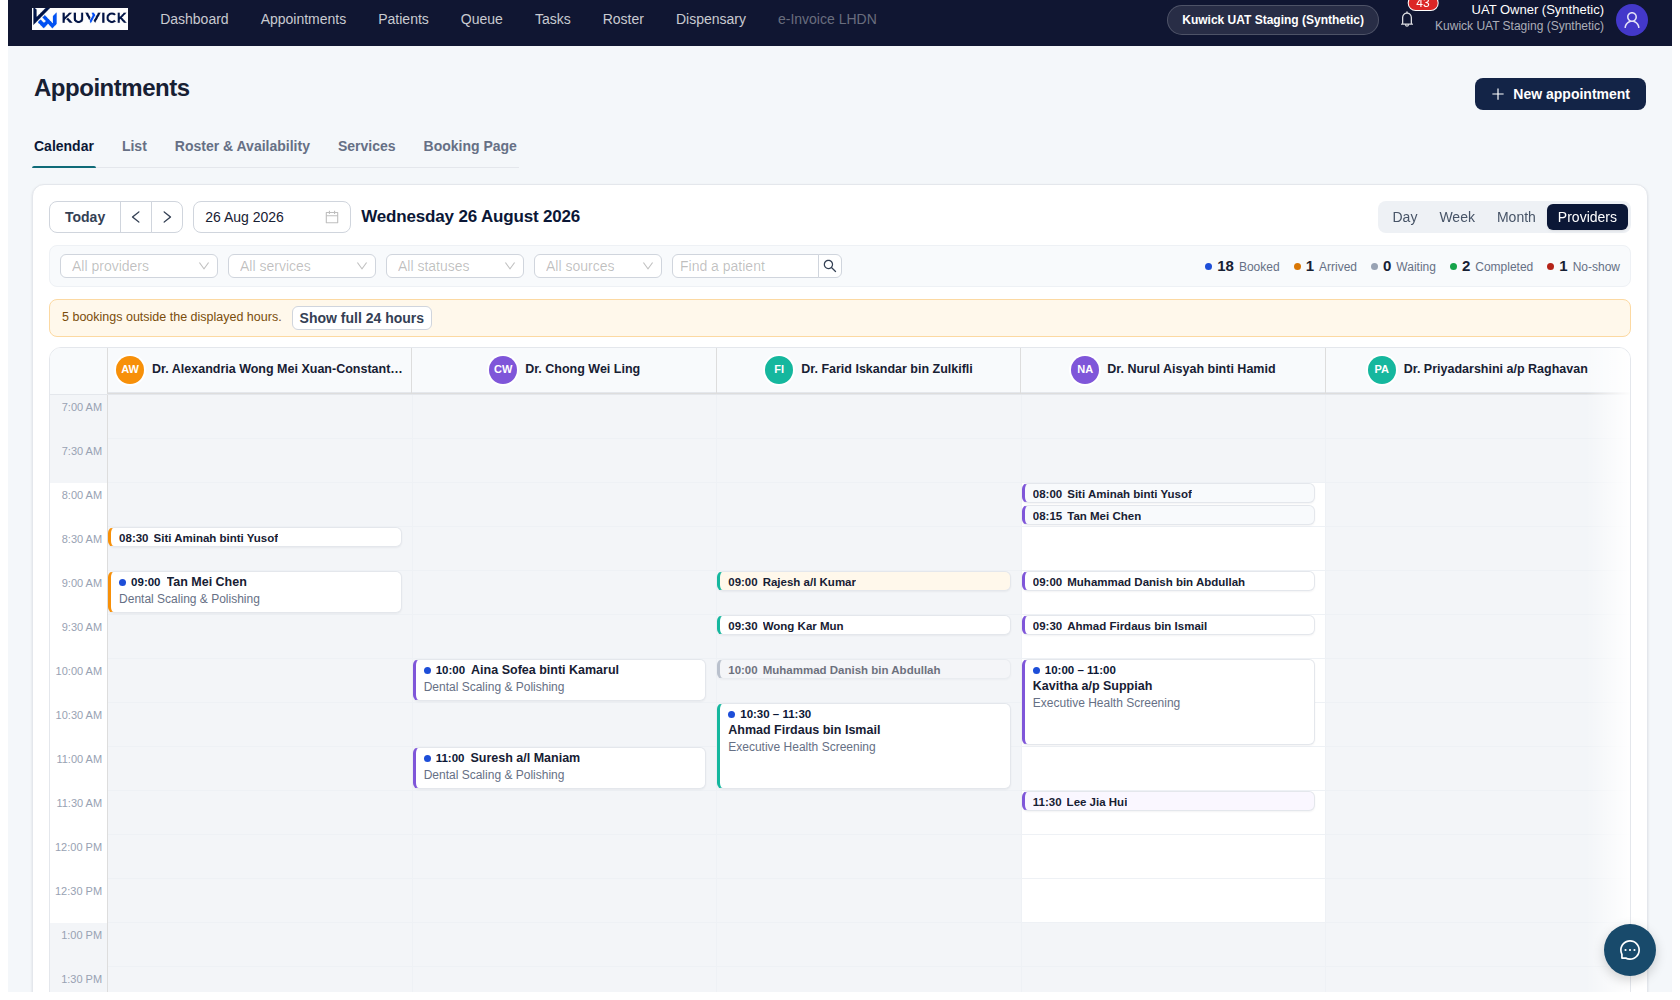 KUVVICK
Dashboard
Appointments
Patients
Queue
Tasks
Roster
Dispensary
e-Invoice LHDN
Kuwick UAT Staging (Synthetic)
43
UAT Owner (Synthetic)
Kuwick UAT Staging (Synthetic)
Appointments
New appointment
Calendar
List
Roster & Availability
Services
Booking Page
Today
26 Aug 2026
Wednesday 26 August 2026
Day
Week
Month
Providers
All providers
All services
All statuses
All sources
Find a patient
18 Booked
1 Arrived
0 Waiting
2 Completed
1 No-show
5 bookings outside the displayed hours.
Show full 24 hours
AW Dr. Alexandria Wong Mei Xuan-Constant…
CW Dr. Chong Wei Ling
FI Dr. Farid Iskandar bin Zulkifli
NA Dr. Nurul Aisyah binti Hamid
PA Dr. Priyadarshini a/p Raghavan
7:00 AM
7:30 AM
8:00 AM
08:00 Siti Aminah binti Yusof
08:15 Tan Mei Chen
8:30 AM
08:30 Siti Aminah binti Yusof
9:00 AM
09:00 Tan Mei Chen
Dental Scaling & Polishing
09:00 Rajesh a/l Kumar
09:00 Muhammad Danish bin Abdullah
9:30 AM
09:30 Wong Kar Mun
09:30 Ahmad Firdaus bin Ismail
10:00 AM
10:00 Aina Sofea binti Kamarul
Dental Scaling & Polishing
10:00 Muhammad Danish bin Abdullah
10:00 – 11:00
Kavitha a/p Suppiah
Executive Health Screening
10:30 AM
10:30 – 11:30
Ahmad Firdaus bin Ismail
Executive Health Screening
11:00 AM
11:00 Suresh a/l Maniam
Dental Scaling & Polishing
11:30 AM
11:30 Lee Jia Hui
12:00 PM
12:30 PM
1:00 PM
1:30 PM